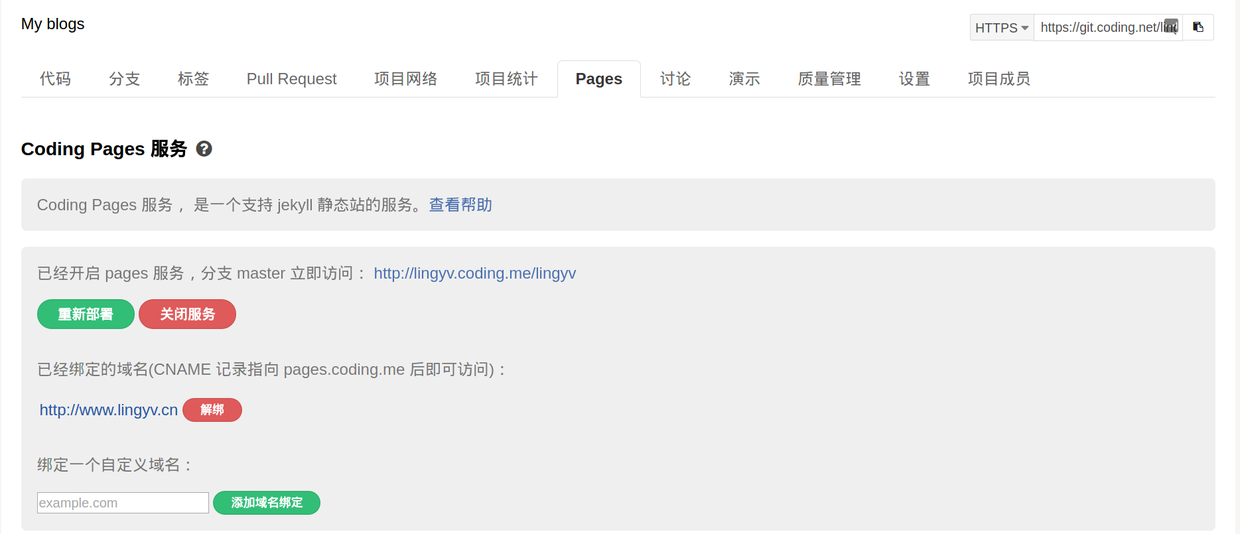 My blogs
HTTPS https://git.coding.net/
代码 分支 标签 Pull Request 项目网络 项目统计 Pages 讨论 演示 质量管理 设置 项目成员
Coding Pages 服务 ?
Coding Pages 服务 ，是一个支持 jekyll 静态站的服务。查看帮助
已经开启 pages 服务，分支 master 立即访问： http://lingyv.coding.me/lingyv
重新部署 关闭服务
已经绑定的域名(CNAME 记录指向 pages.coding.me 后即可访问)：
http://www.lingyv.cn 解绑
绑定一个自定义域名：
example.com 添加域名绑定